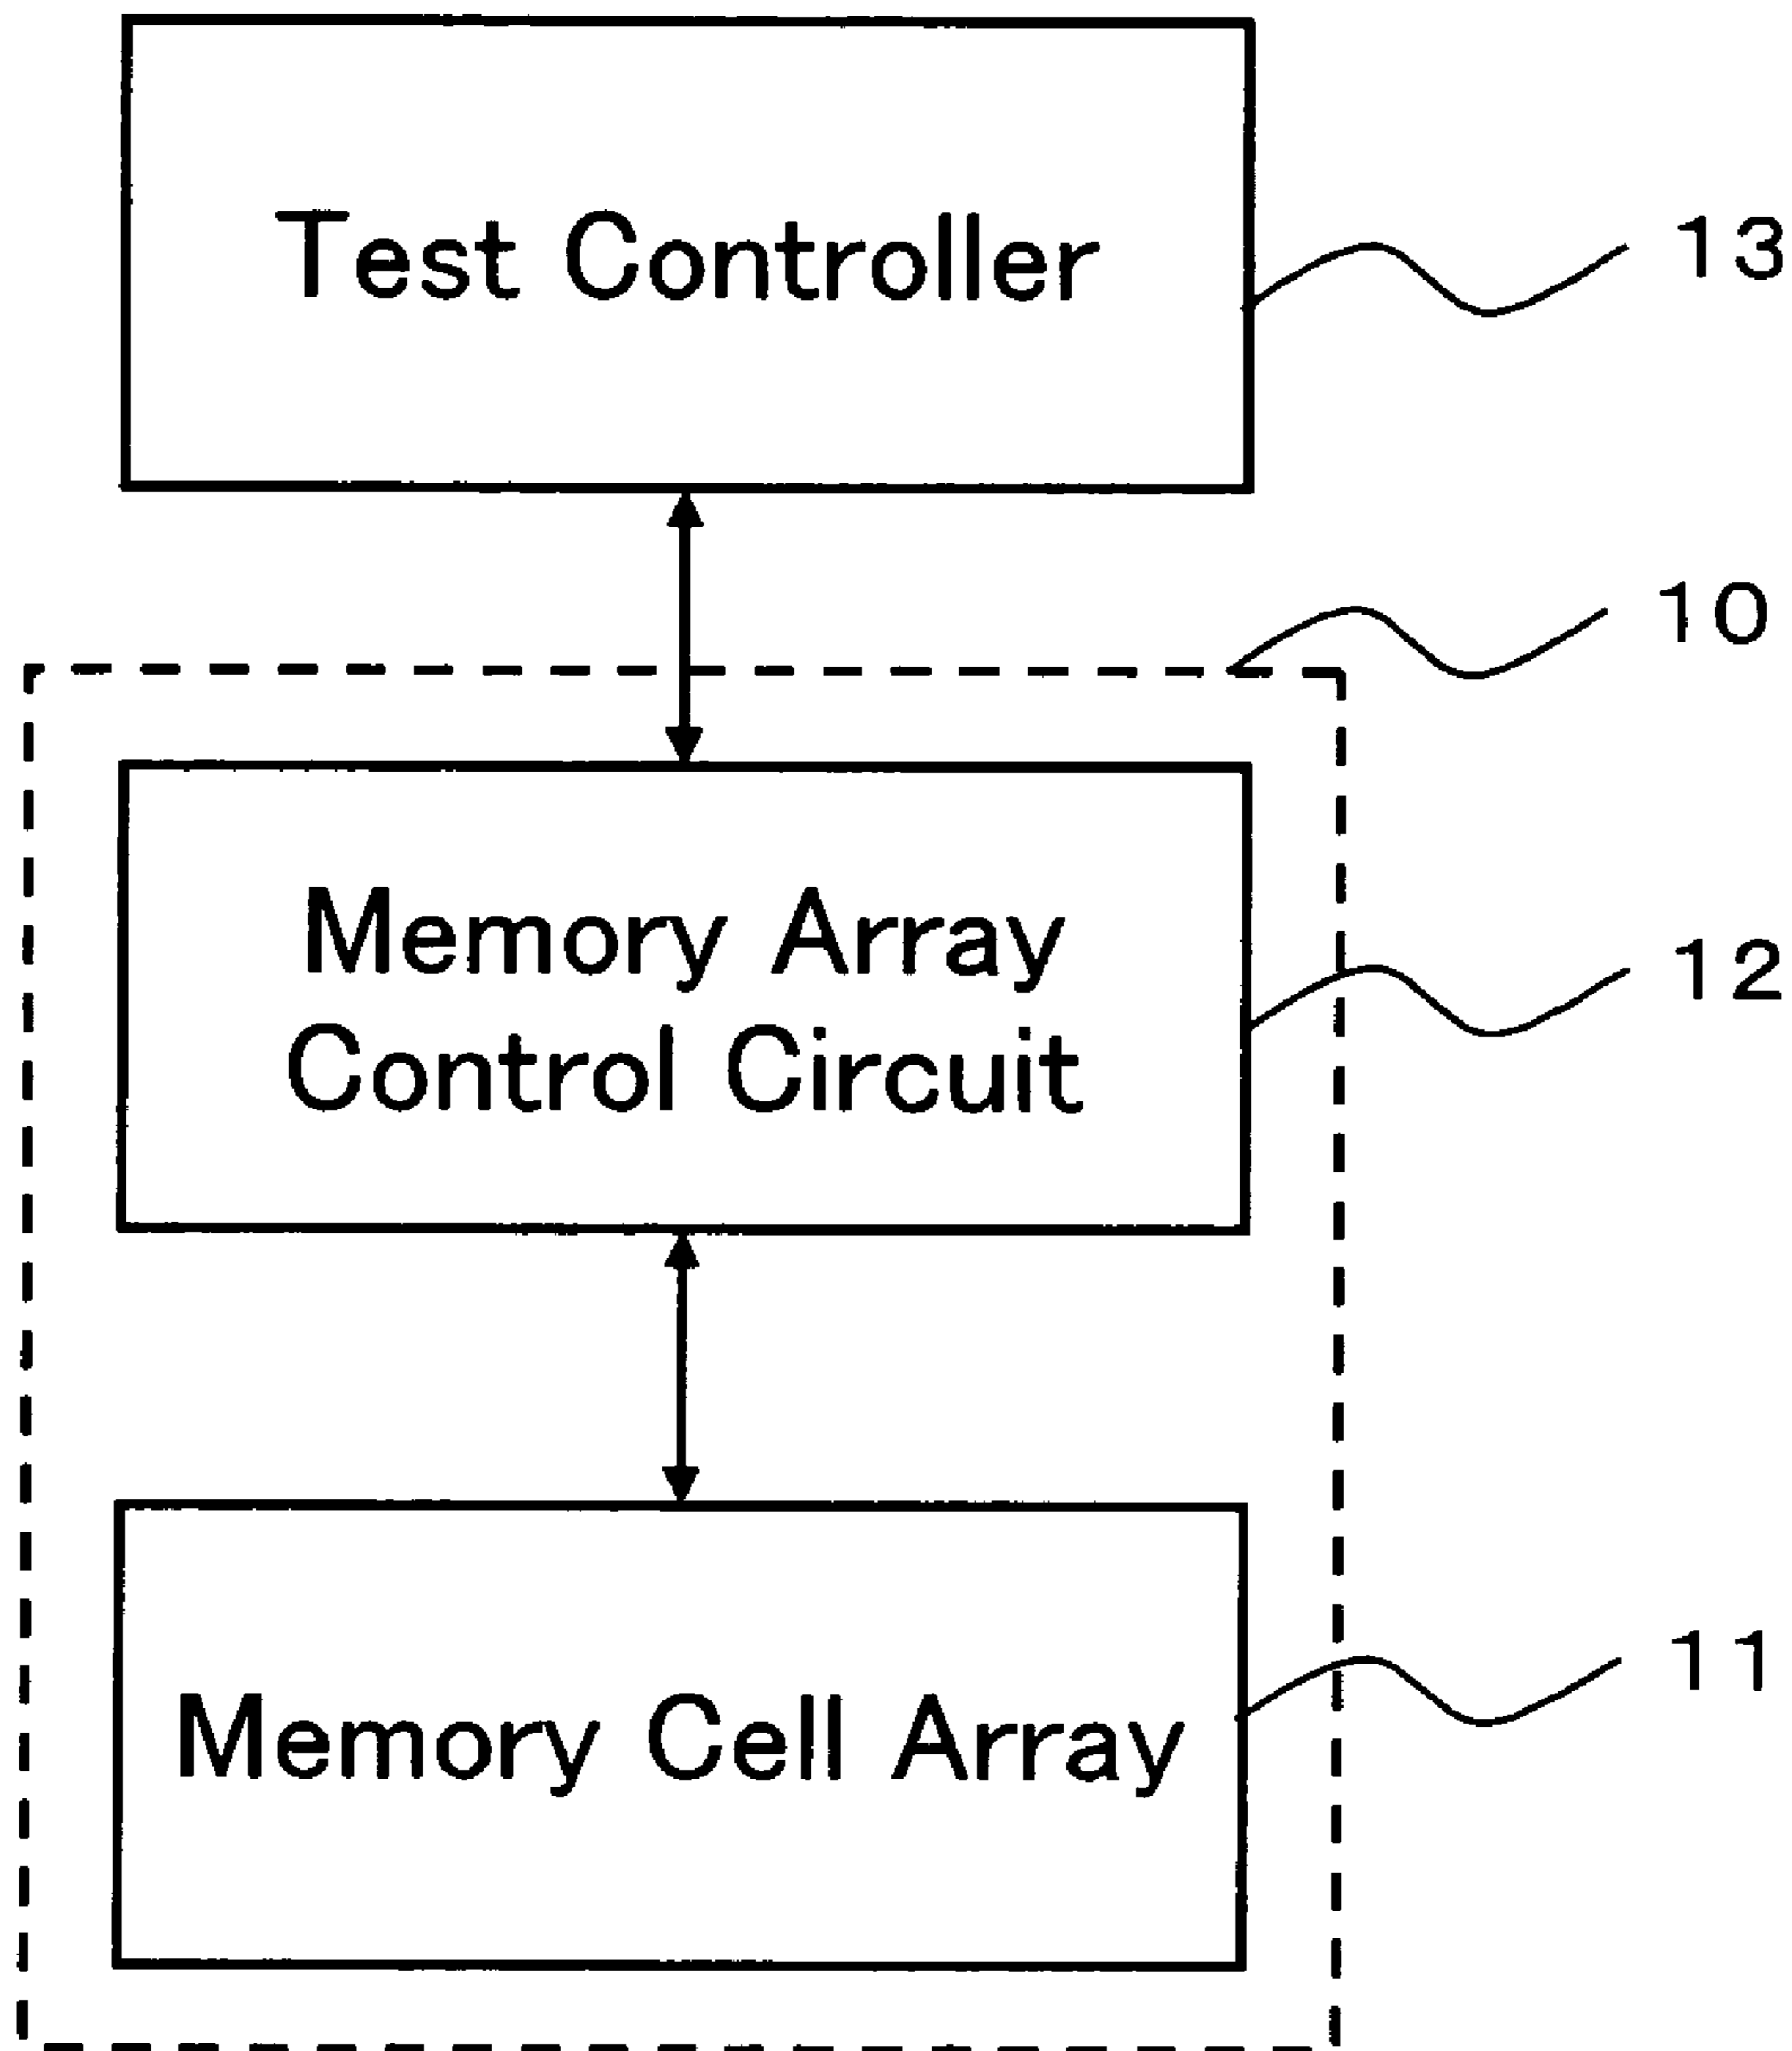 Test Controller
13
10
Memory Array
Control Circuit
12
Memory Cell Array
11